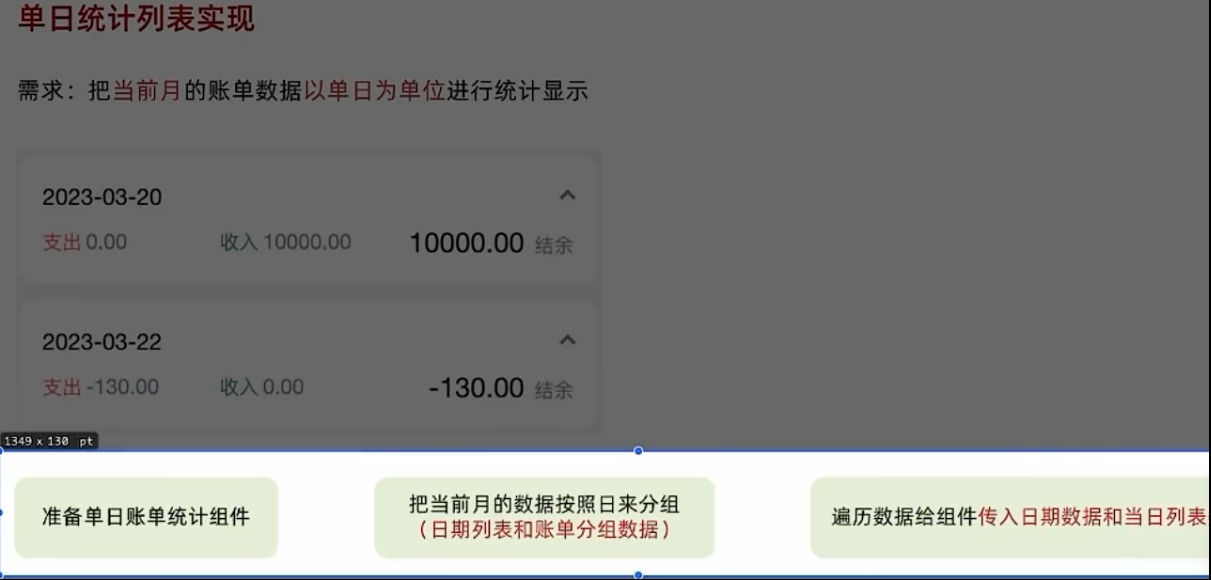 单日统计列表实现
需求：把当前月的账单数据以单日为单位进行统计显示
2023-03-20
支出 0.00 收入 10000.00 10000.00 结余
2023-03-22
支出 -130.00 收入 0.00 -130.00 结余
1349 x 130 pt
准备单日账单统计组件
把当前月的数据按照日来分组
（日期列表和账单分组数据）
遍历数据给组件传入日期数据和当日列表